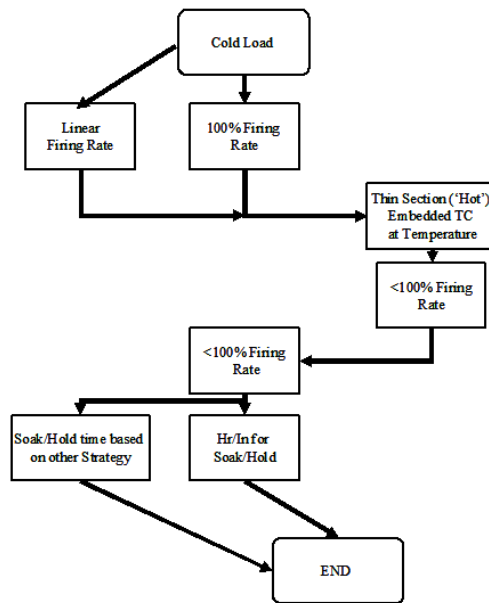 Cold Load
Linear
Firing Rate
100% Firing
Rate
Thin Section ('Hot')
Embedded TC
at Temperature
<100% Firing
Rate
<100% Firing
Rate
Soak/Hold time based
on other Strategy
Hr/In for
Soak/Hold
END